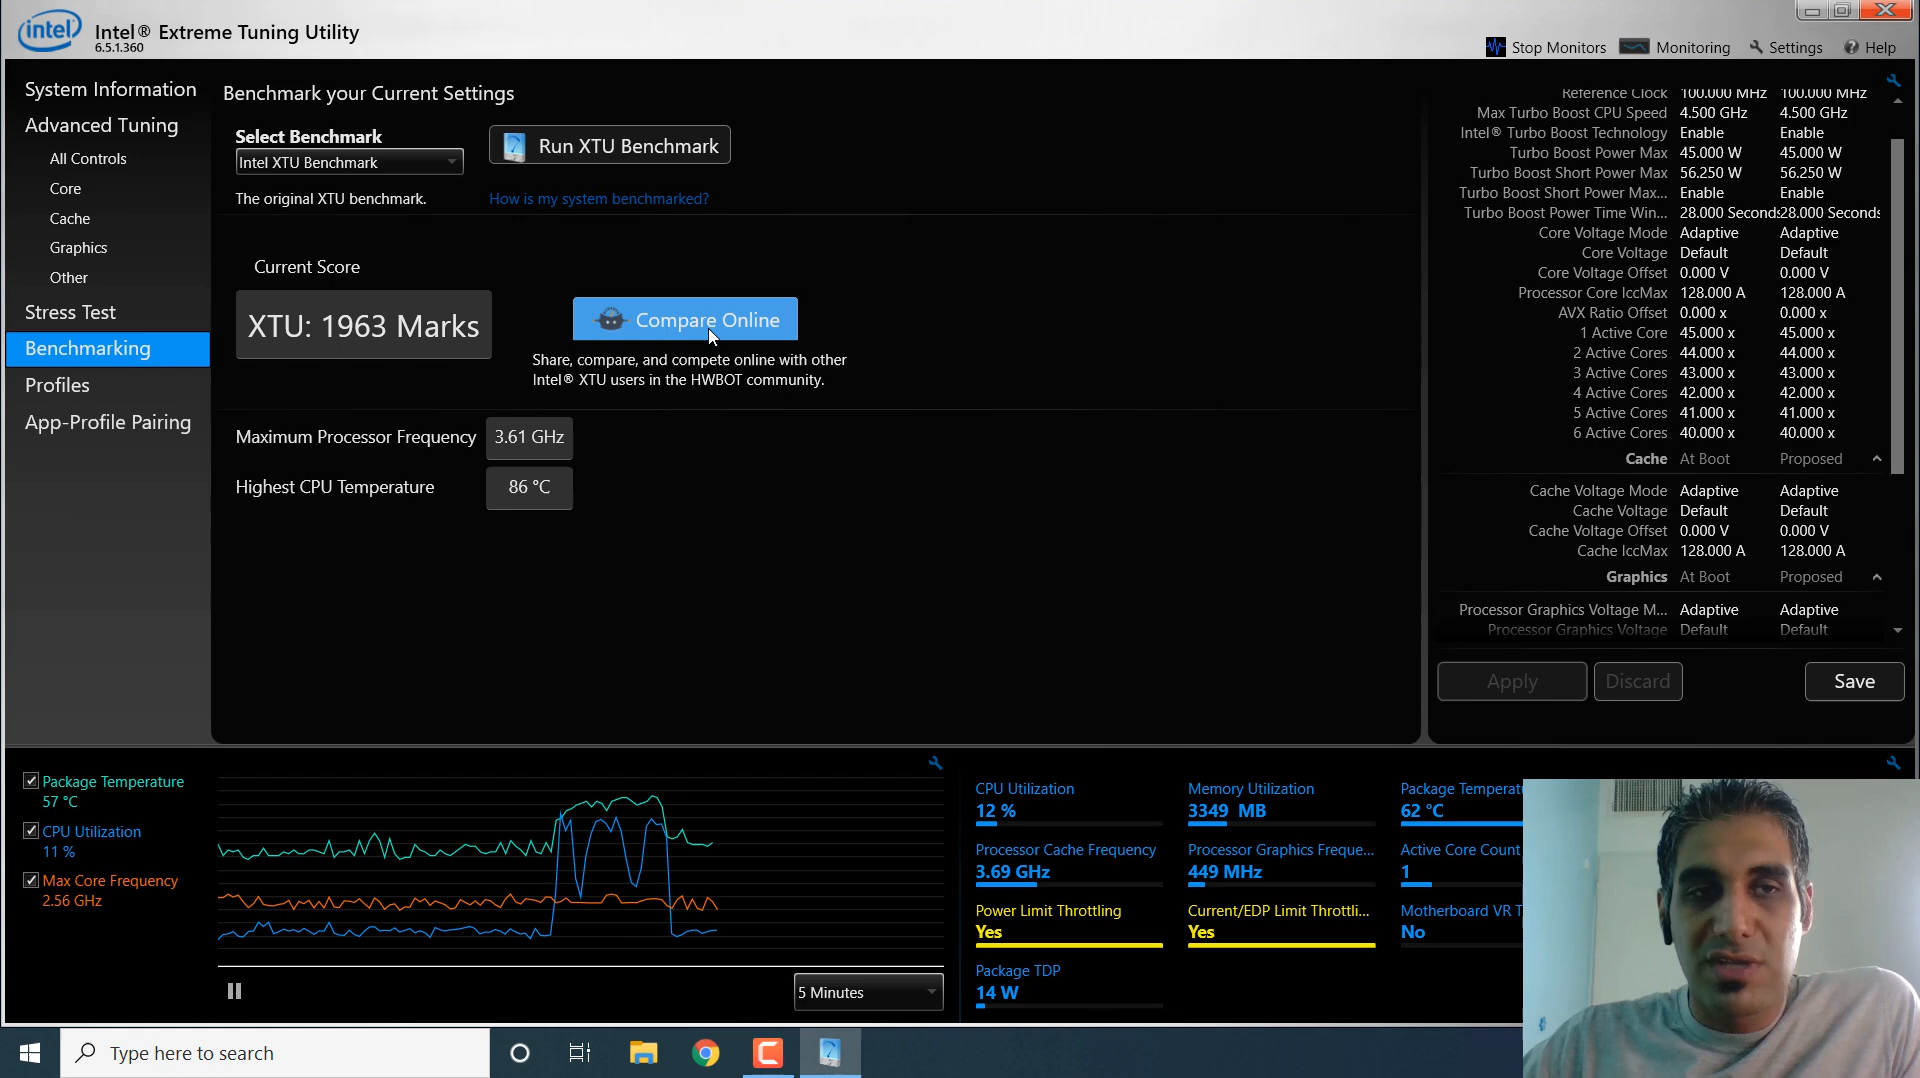 intel
Intel® Extreme Tuning Utility
6.5.1.360
Stop Monitors
Monitoring
Settings
Help
System Information
Advanced Tuning
All Controls
Core
Cache
Graphics
Other
Stress Test
Benchmarking
Profiles
App-Profile Pairing
Benchmark your Current Settings
Select Benchmark
Intel XTU Benchmark
Run XTU Benchmark
The original XTU benchmark.
How is my system benchmarked?
Current Score
XTU: 1963 Marks
Compare Online
Share, compare, and compete online with other
Intel® XTU users in the HWBOT community.
Maximum Processor Frequency 3.61 GHz
Highest CPU Temperature 86 °C
Reference Clock 100.000 MHz 100.000 MHz
Max Turbo Boost CPU Speed 4.500 GHz 4.500 GHz
Intel® Turbo Boost Technology Enable Enable
Turbo Boost Power Max 45.000 W 45.000 W
Turbo Boost Short Power Max 56.250 W 56.250 W
Turbo Boost Short Power Max... Enable Enable
Turbo Boost Power Time Win... 28.000 Seconds 28.000 Seconds
Core Voltage Mode Adaptive Adaptive
Core Voltage Default Default
Core Voltage Offset 0.000 V 0.000 V
Processor Core IccMax 128.000 A 128.000 A
AVX Ratio Offset 0.000 x 0.000 x
1 Active Core 45.000 x 45.000 x
2 Active Cores 44.000 x 44.000 x
3 Active Cores 43.000 x 43.000 x
4 Active Cores 42.000 x 42.000 x
5 Active Cores 41.000 x 41.000 x
6 Active Cores 40.000 x 40.000 x
Cache At Boot Proposed
Cache Voltage Mode Adaptive Adaptive
Cache Voltage Default Default
Cache Voltage Offset 0.000 V 0.000 V
Cache IccMax 128.000 A 128.000 A
Graphics At Boot Proposed
Processor Graphics Voltage M... Adaptive Adaptive
Processor Graphics Voltage Default Default
Apply
Discard
Save
Package Temperature
57 °C
CPU Utilization
11 %
Max Core Frequency
2.56 GHz
5 Minutes
CPU Utilization
12 %
Memory Utilization
3349 MB
Package Temperatu
62 °C
Processor Cache Frequency
3.69 GHz
Processor Graphics Freque...
449 MHz
Active Core Count
1
Power Limit Throttling
Yes
Current/EDP Limit Throttli...
Yes
Motherboard VR T
No
Package TDP
14 W
Type here to search